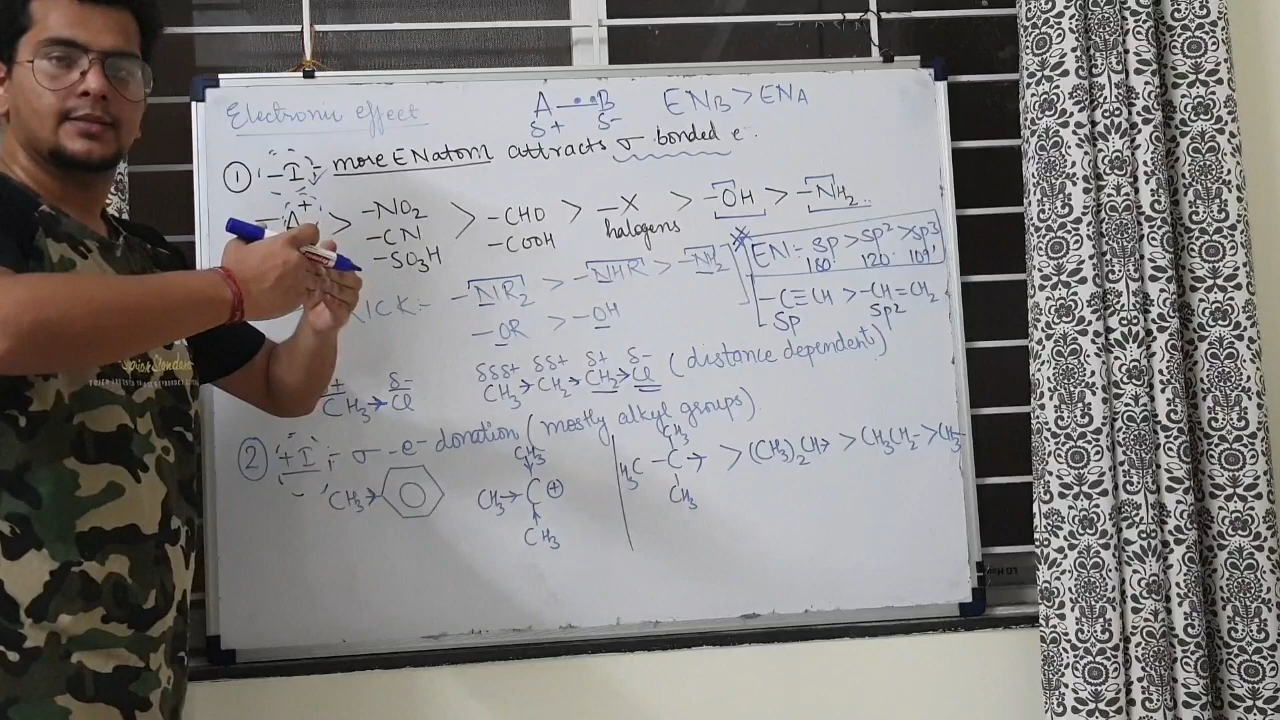 Electronic effect
A—••B ENB > ENA
δ+ δ-
① '-I' :- more EN atom attracts σ bonded e-.
-A+ > -NO2 > -CHO > -X > -OH > -NH2
-CN -COOH halogens
-SO3H
EN:- sp > sp2 > sp3
180° 120° 109°
RICK:- -NR2 > -NHR > -NH2
-OR > -OH
-C≡CH > -CH=CH2
sp sp2
δ+ δ-
CH3→Cl
δδδ+ δδ+ δ+ δ-
CH3→CH2→CH2→Cl (distance dependent)
② '+I' :- σ- e- donation (mostly alkyl groups)
CH3→
CH3
CH3→C⊕
CH3
CH3
H3C-C→ > (CH3)2CH→ > CH3CH2- > CH3-
CH3